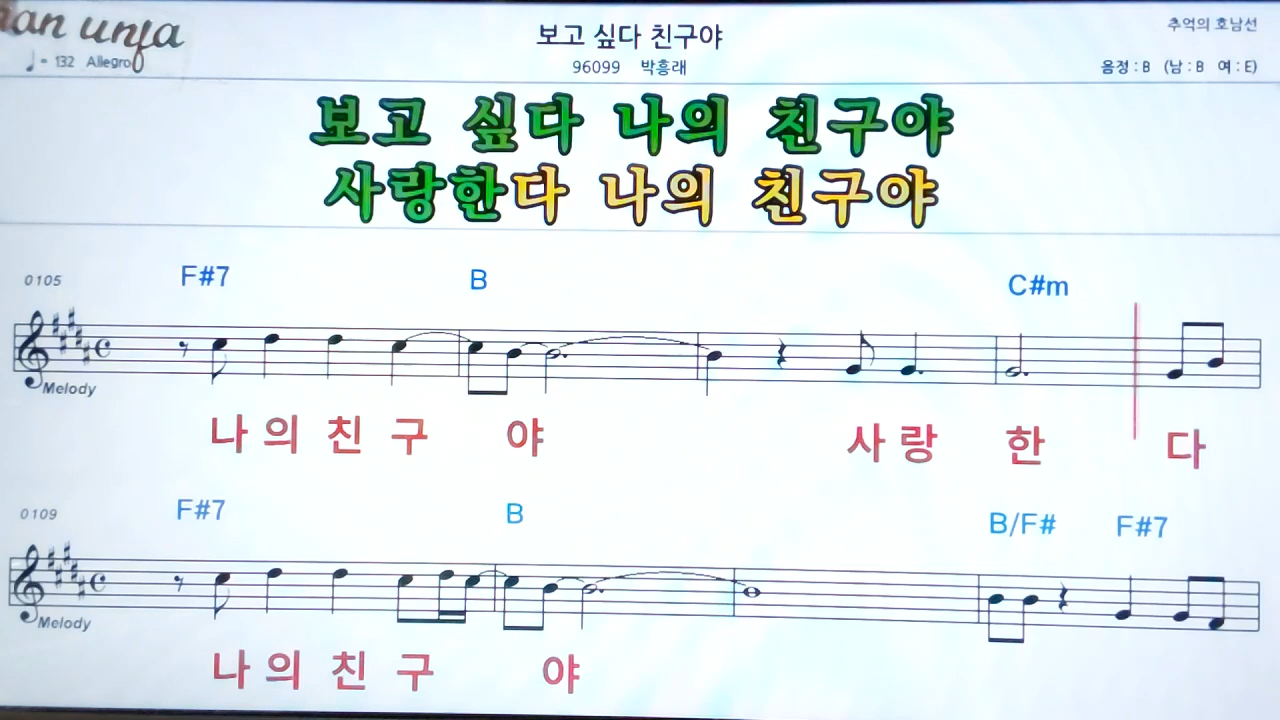 보고 싶다 친구야
추억의 호남선
♩= 132 Allegro
96099 박흥래
음정 : B (남 : B 여 : E)
보고 싶다 나의 친구야
사랑한다 나의 친구야
0105 F#7 B C#m
Melody
나 의 친 구 야 사 랑 한 다
0109 F#7 B B/F# F#7
Melody
나 의 친 구 야